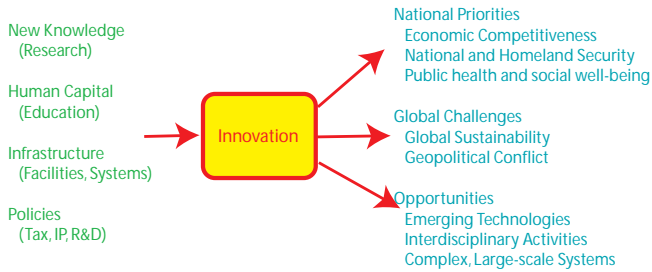 New Knowledge
(Research)
Human Capital
(Education)
Infrastructure
(Facilities, Systems)
Policies
(Tax, IP, R&D)
Innovation
National Priorities
Economic Competitiveness
National and Homeland Security
Public health and social well-being
Global Challenges
Global Sustainability
Geopolitical Conflict
Opportunities
Emerging Technologies
Interdisciplinary Activities
Complex, Large-scale Systems